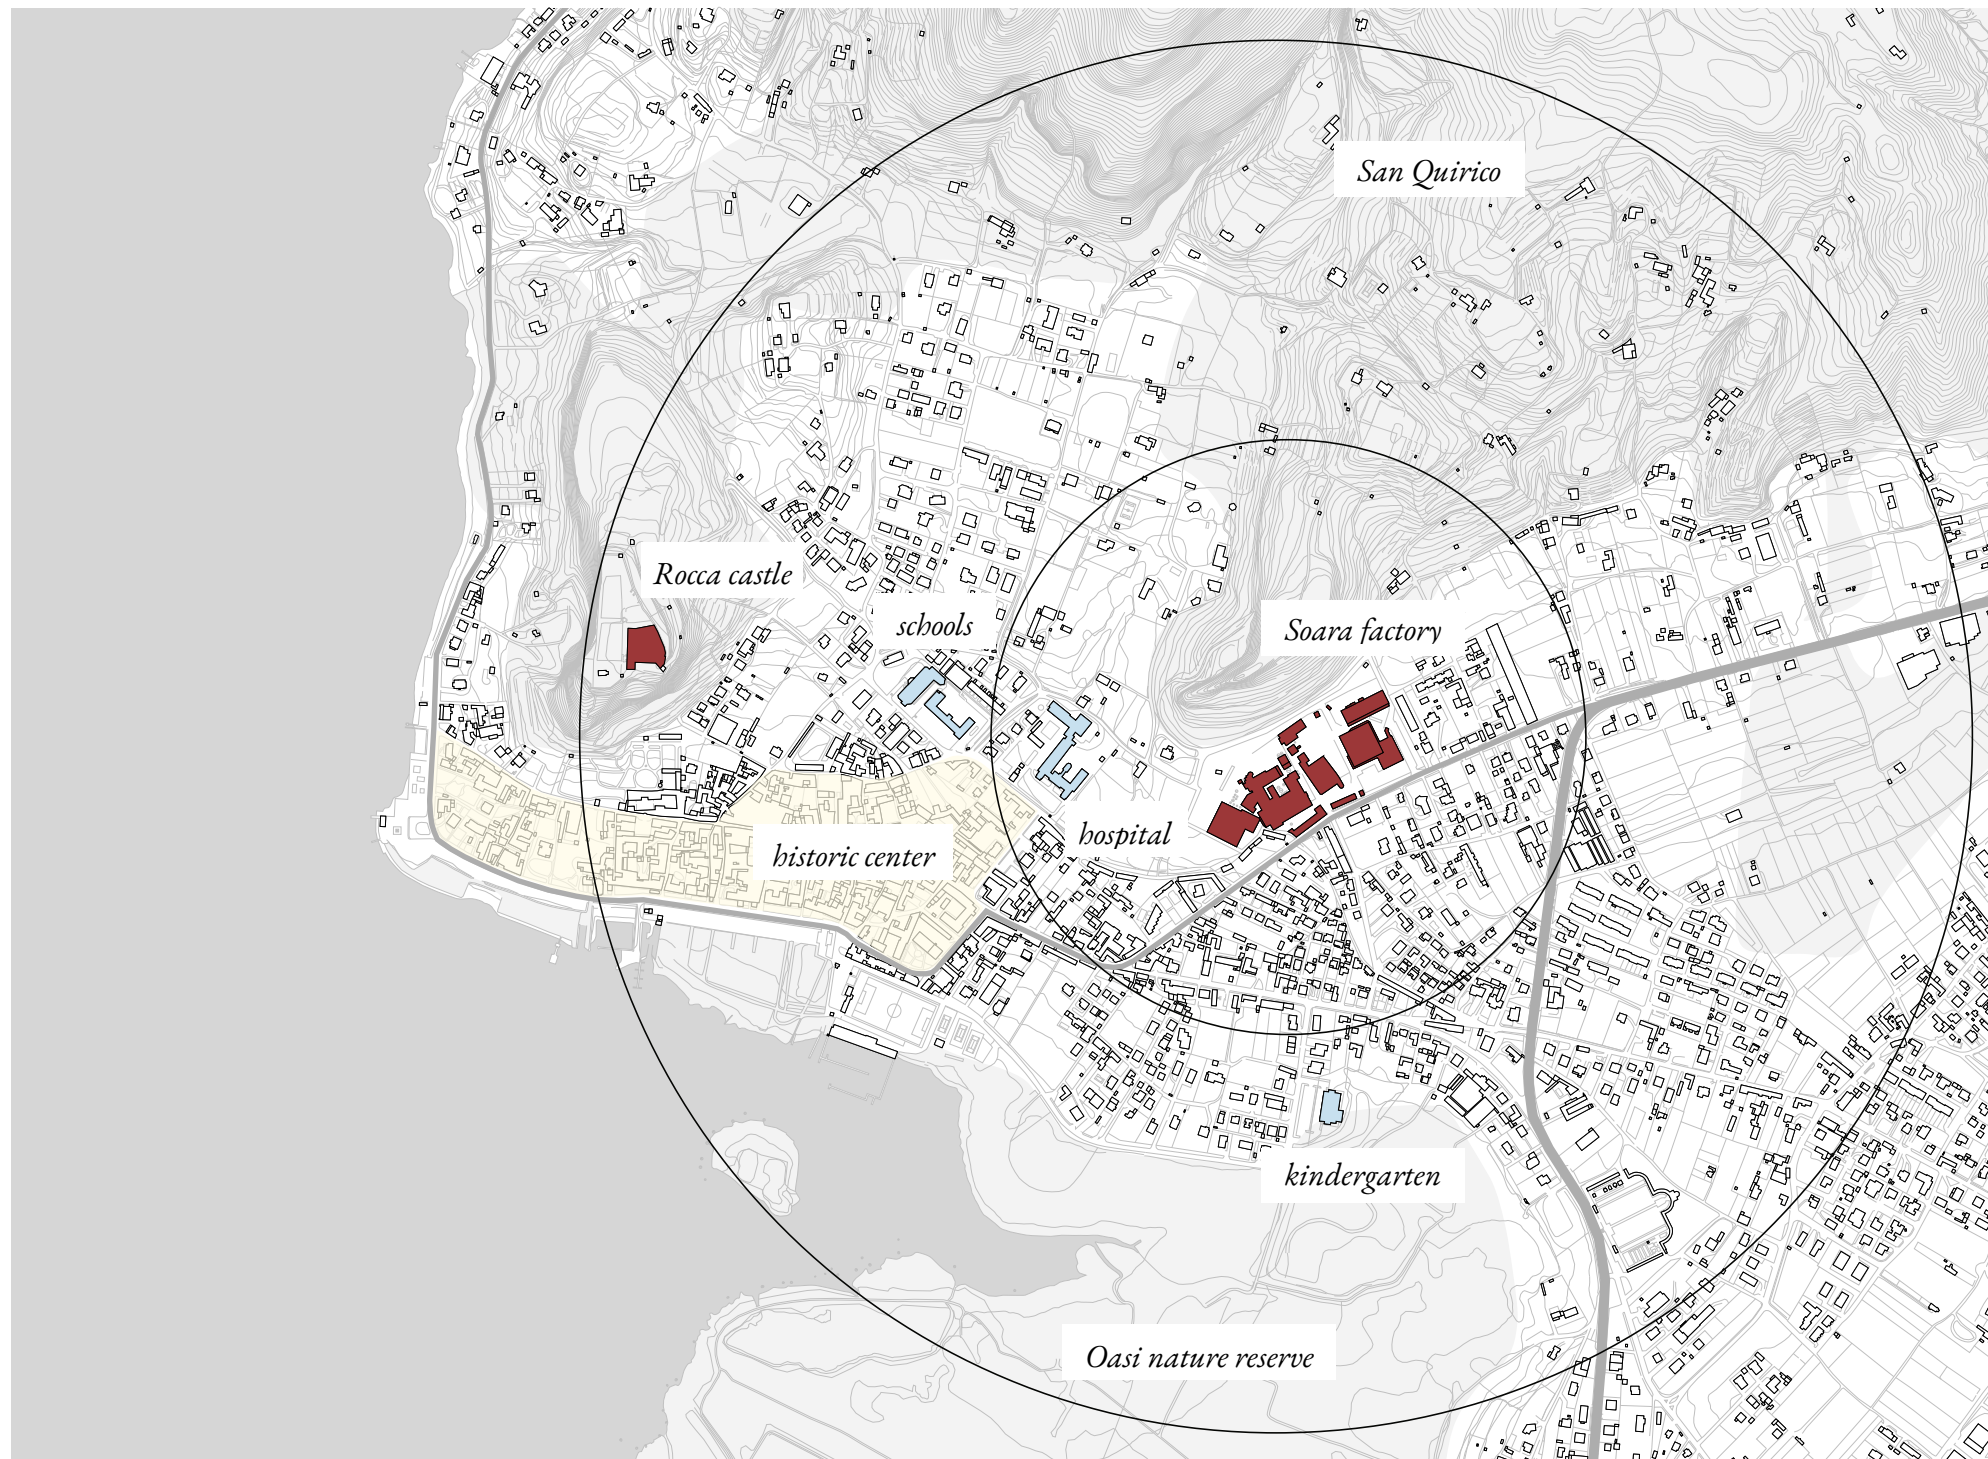 San Quirico
Rocca castle
schools
Soara factory
hospital
historic center
kindergarten
Oasi nature reserve